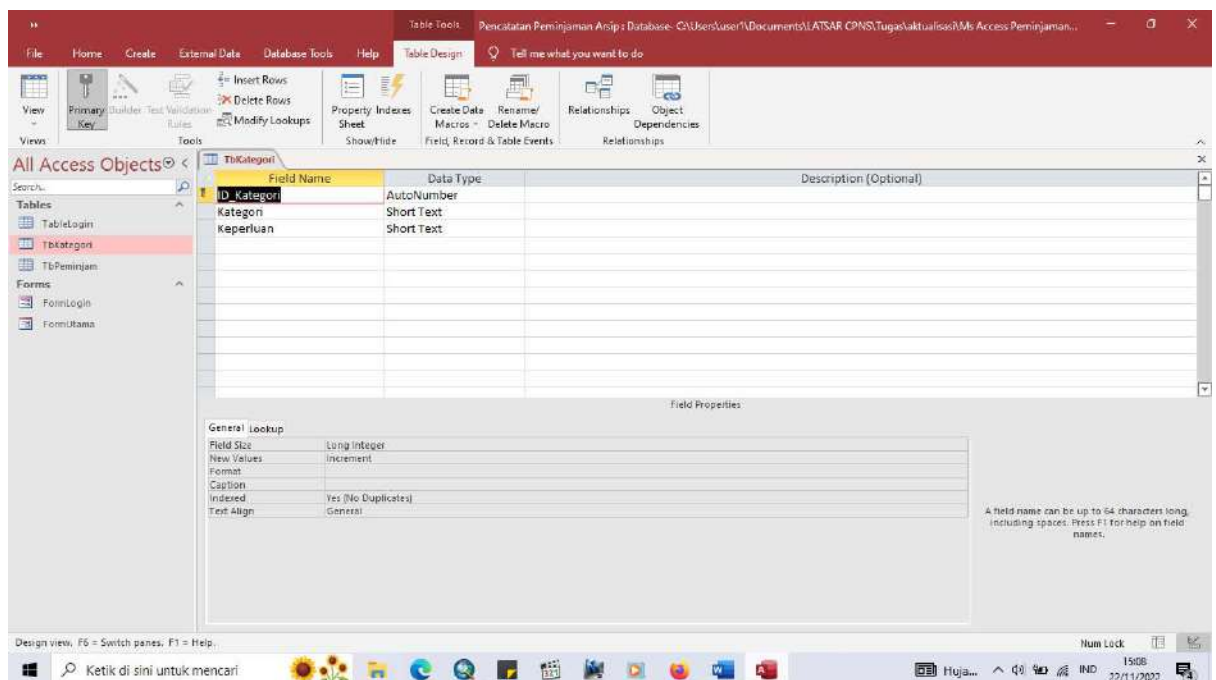 Table Tools Pencatatan Peminjaman Arsip : Database- C:\Users\user1\Documents\LATSAR CPNS\Tugas\aktualisasi\Ms Access Peminjaman...
File Home Create External Data Database Tools Help Table Design Tell me what you want to do
View
Views
Primary Key
Builder
Test Validation Rules
Insert Rows
Delete Rows
Modify Lookups
Tools
Property Sheet
Indexes
Show/Hide
Create Data Macros
Rename/ Delete Macro
Field, Record & Table Events
Relationships
Object Dependencies
Relationships
All Access Objects
Search...
Tables
TableLogin
TbKategori
TbPeminjam
Forms
FormLogin
FormUtama
TbKategori
Field Name Data Type Description (Optional)
ID_Kategori AutoNumber
Kategori Short Text
Keperluan Short Text
Field Properties
General Lookup
Field Size Long Integer
New Values Increment
Format
Caption
Indexed Yes (No Duplicates)
Text Align General
A field name can be up to 64 characters long,
including spaces. Press F1 for help on field
names.
Design view. F6 = Switch panes. F1 = Help.
Num Lock
Ketik di sini untuk mencari
Huja... IND
15:08
22/11/2022